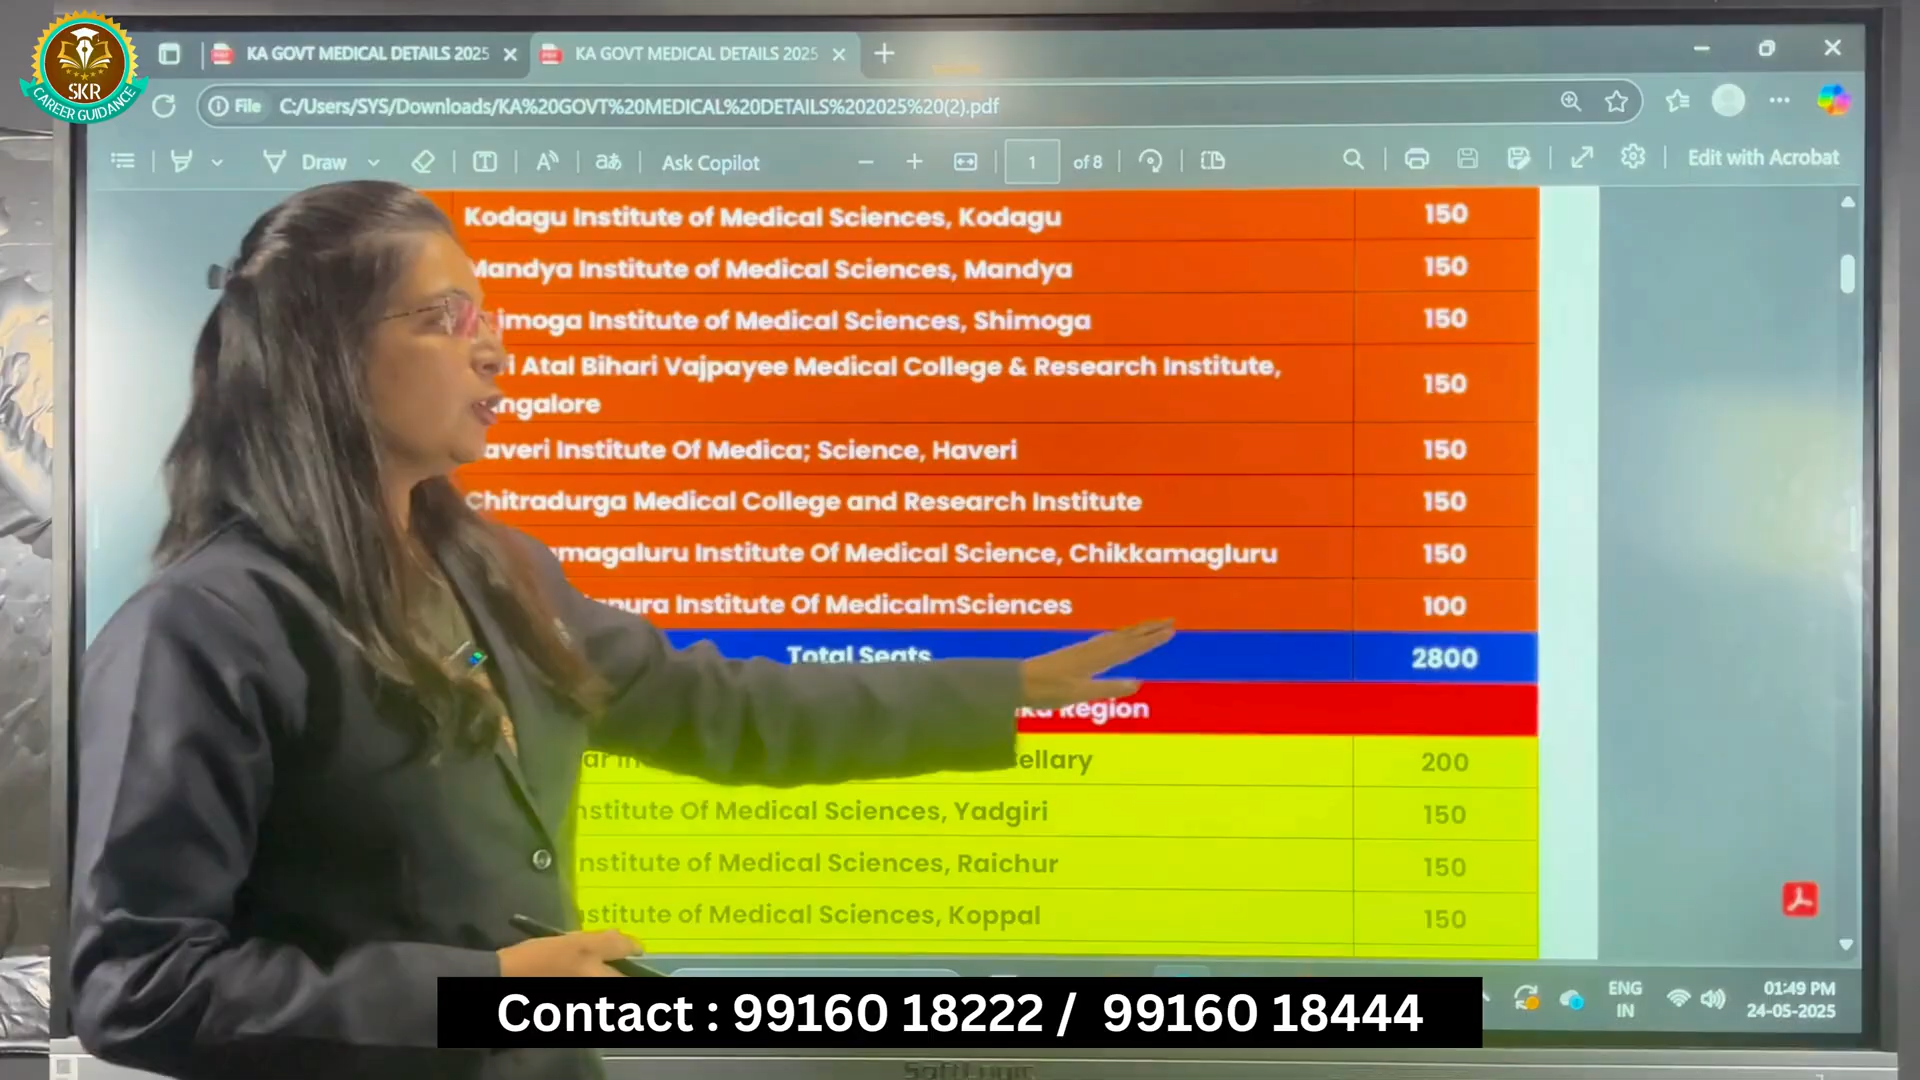 SKR
CAREER GUIDANCE
KA GOVT MEDICAL DETAILS 2025
KA GOVT MEDICAL DETAILS 2025
File C:/Users/SYS/Downloads/KA%20GOVT%20MEDICAL%20DETAILS%202025%20(2).pdf
Draw Ask Copilot 1 of 8 Edit with Acrobat
Kodagu Institute of Medical Sciences, Kodagu 150
Mandya Institute of Medical Sciences, Mandya 150
imoga Institute of Medical Sciences, Shimoga 150
i Atal Bihari Vajpayee Medical College & Research Institute,
ngalore 150
averi Institute Of Medica; Science, Haveri 150
Chitradurga Medical College and Research Institute 150
magaluru Institute Of Medical Science, Chikkamagluru 150
Institute Of MedicalmSciences 100
Total Seats 2800
Region
ellary 200
nstitute Of Medical Sciences, Yadgiri 150
nstitute of Medical Sciences, Raichur 150
stitute of Medical Sciences, Koppal 150
ENG
IN
01:49 PM
24-05-2025
Contact : 99160 18222 / 99160 18444